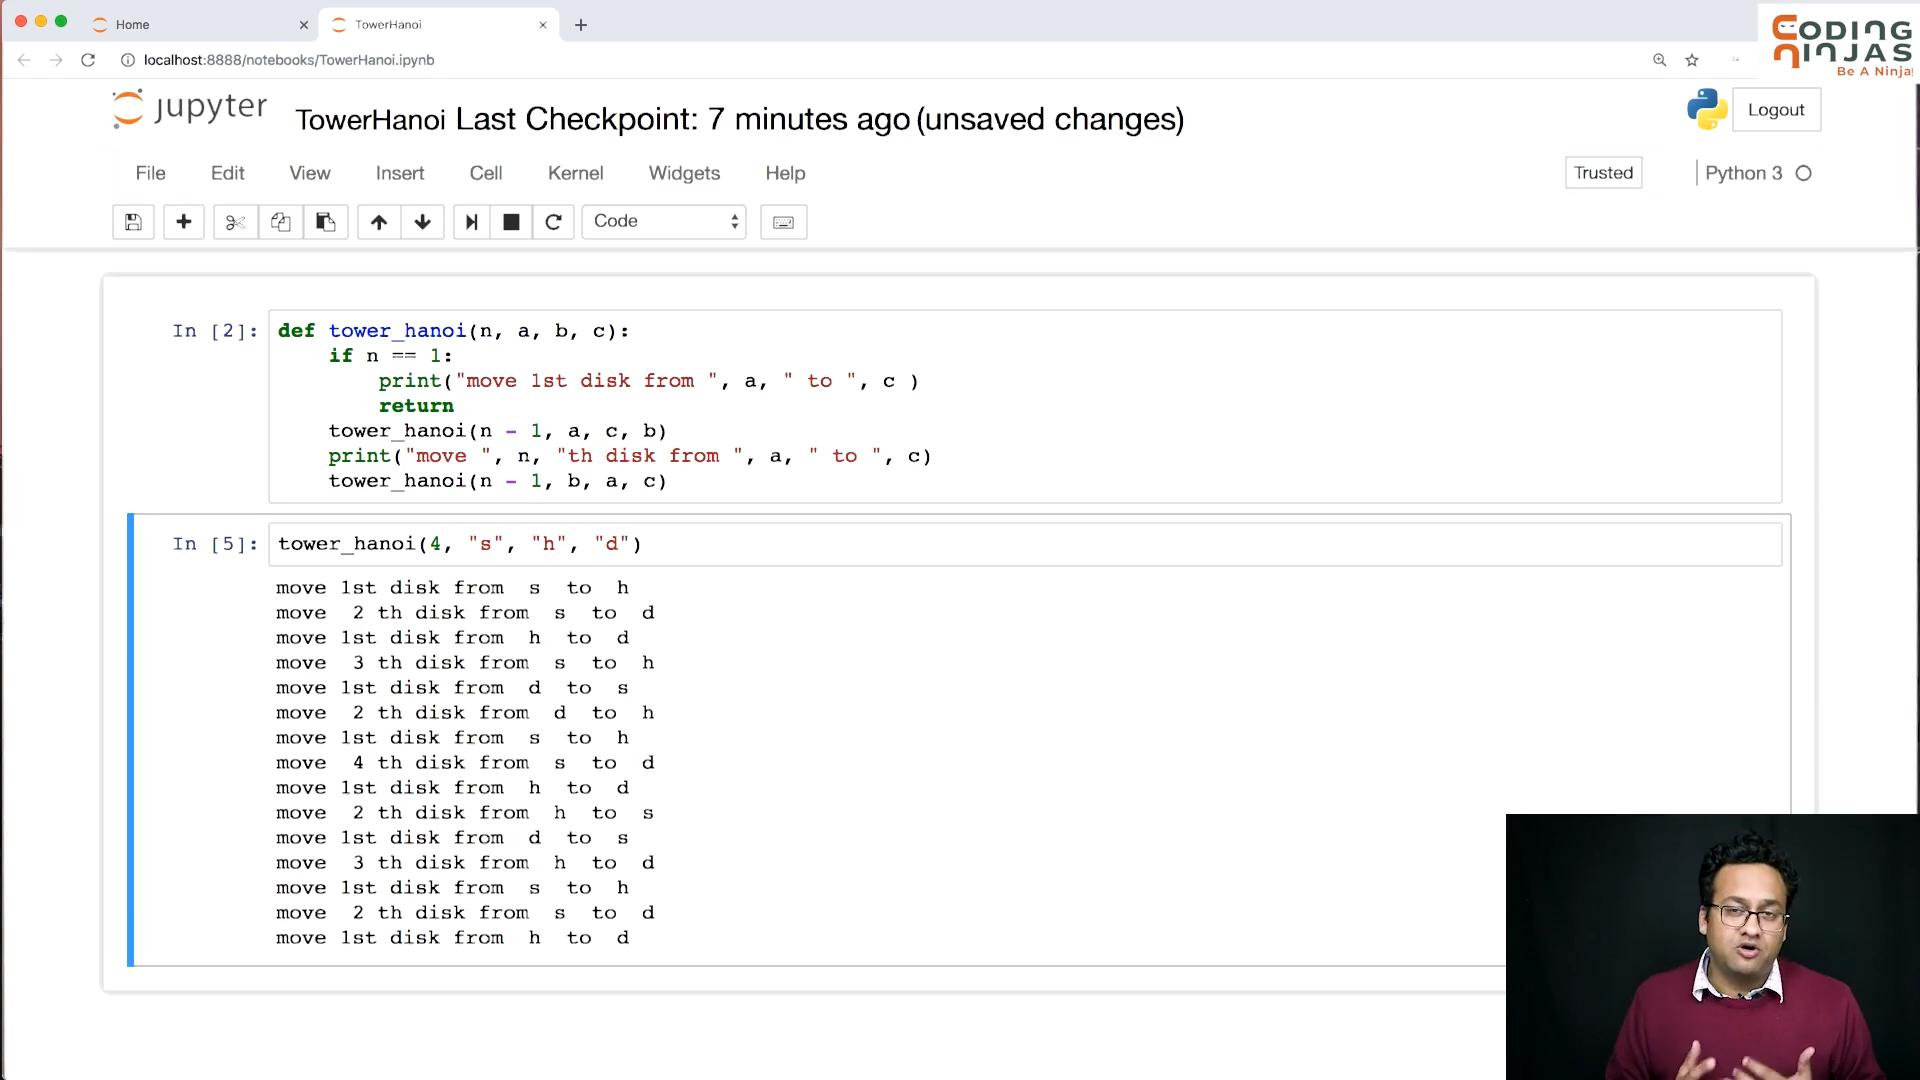 Home
TowerHanoi
CODING
NINJAS
Be A Ninja!
localhost:8888/notebooks/TowerHanoi.ipynb
jupyter TowerHanoi Last Checkpoint: 7 minutes ago (unsaved changes)
Logout
File Edit View Insert Cell Kernel Widgets Help
Trusted Python 3
Code
In [2]: def tower_hanoi(n, a, b, c):
    if n == 1:
        print("move 1st disk from ", a, " to ", c )
        return
    tower_hanoi(n - 1, a, c, b)
    print("move ", n, "th disk from ", a, " to ", c)
    tower_hanoi(n - 1, b, a, c)
In [5]: tower_hanoi(4, "s", "h", "d")
move 1st disk from  s  to  h
move  2 th disk from  s  to  d
move 1st disk from  h  to  d
move  3 th disk from  s  to  h
move 1st disk from  d  to  s
move  2 th disk from  d  to  h
move 1st disk from  s  to  h
move  4 th disk from  s  to  d
move 1st disk from  h  to  d
move  2 th disk from  h  to  s
move 1st disk from  d  to  s
move  3 th disk from  h  to  d
move 1st disk from  s  to  h
move  2 th disk from  s  to  d
move 1st disk from  h  to  d